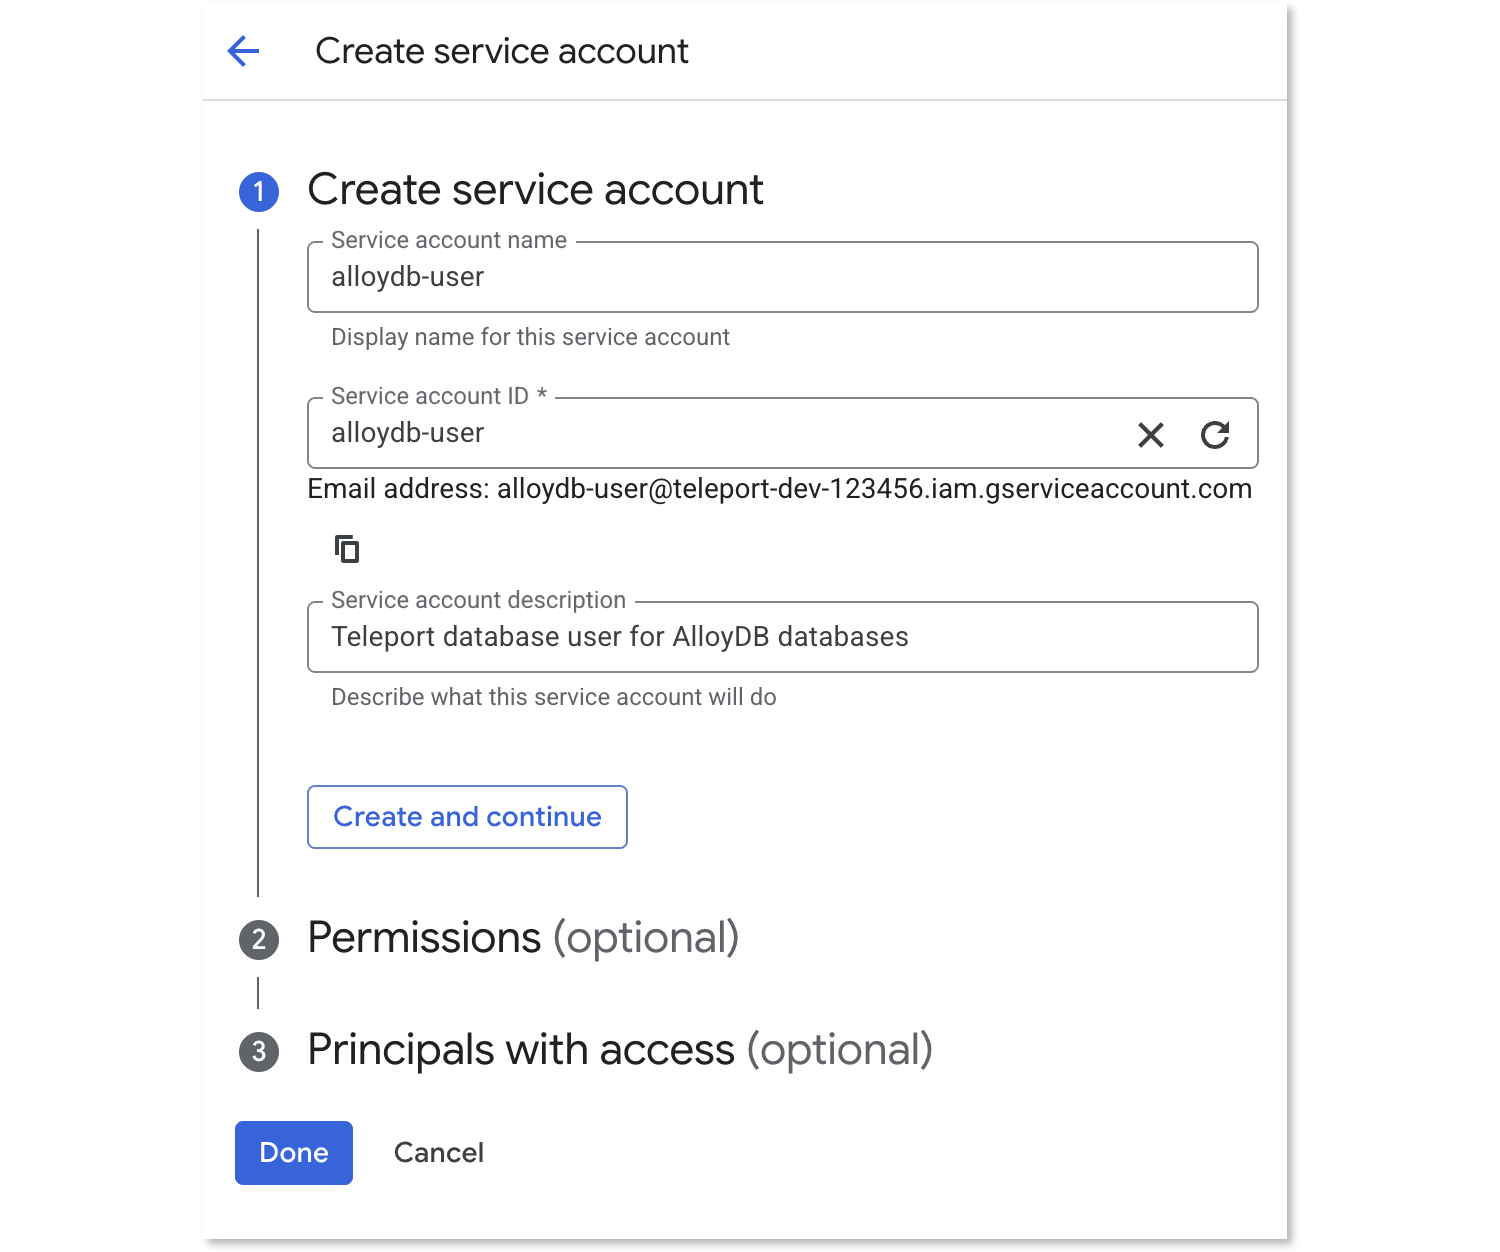 Create service account
1 Create service account
Service account name
alloydb-user
Display name for this service account
Service account ID *
alloydb-user
Email address: alloydb-user@teleport-dev-123456.iam.gserviceaccount.com
Service account description
Teleport database user for AlloyDB databases
Describe what this service account will do
Create and continue
2 Permissions (optional)
3 Principals with access (optional)
Done Cancel